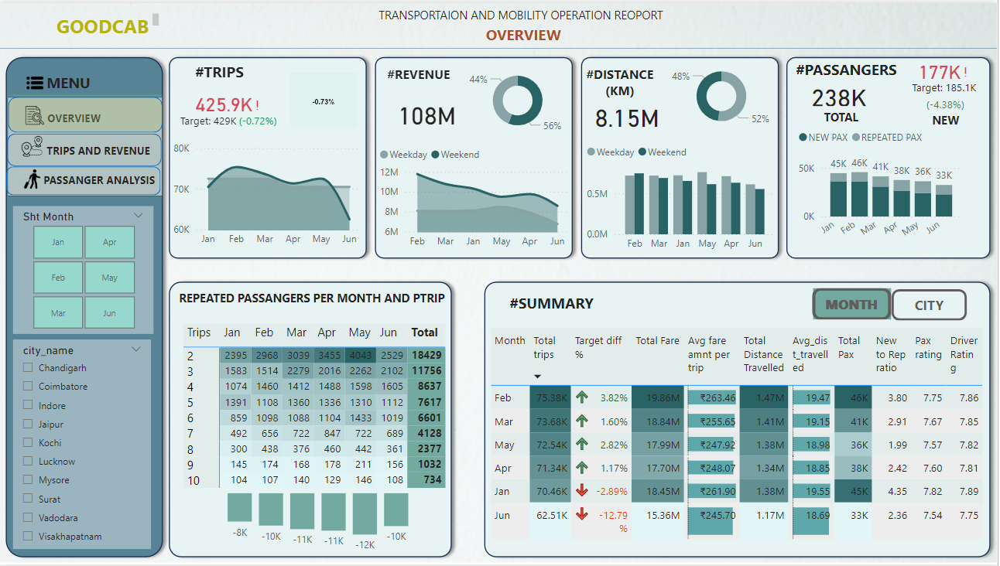 GOODCAB
TRANSPORTAION AND MOBILITY OPERATION REOPORT
OVERVIEW
MENU
OVERVIEW
TRIPS AND REVENUE
PASSENGER ANALYSIS
Sht Month
Jan Apr
Feb May
Mar Jun
city_name
Chandigarh
Coimbatore
Indore
Jaipur
Kochi
Lucknow
Mysore
Surat
Vadodara
Visakhapatnam
#TRIPS
425.9K !
Target: 429K (-0.72%)
-0.73%
80K
70K
60K
Jan Feb Mar Apr May Jun
#REVENUE
108M
44%
56%
Weekday Weekend
12M
10M
8M
6M
Feb Mar Jan May Apr Jun
#DISTANCE
(KM)
8.15M
48%
52%
Weekday Weekend
0.5M
0.0M
Feb Mar Jan May Apr Jun
#PASSANGERS
238K
TOTAL
177K !
Target: 185.1K
(-4.38%)
NEW
NEW PAX REPEATED PAX
50K
0K
45K 46K 41K 38K 36K 33K
Jan Feb Mar Apr May Jun
REPEATED PASSANGERS PER MONTH AND PTRIP
Trips Jan Feb Mar Apr May Jun Total
2 2395 2968 3039 3455 4043 2529 18429
3 1583 1514 2279 2016 2262 2102 11756
4 1074 1460 1412 1488 1598 1605 8637
5 1391 1108 1360 1336 1310 1112 7617
6 859 1098 1088 1104 1433 1019 6601
7 492 656 722 847 722 689 4128
8 300 438 376 460 442 361 2377
9 145 174 168 178 211 156 1032
10 104 107 140 129 146 108 734
-8K -10K -11K -11K -12K -10K
#SUMMARY
MONTH CITY
Month Total trips Target diff % Total Fare Avg fare amnt per trip Total Distance Travelled Avg_dist_travelled Total Pax New to Rep ratio Pax rating Driver Rating
Feb 75.38K 3.82% 19.86M ₹263.46 1.47M 19.47 46K 3.80 7.75 7.86
Mar 73.68K 1.60% 18.84M ₹255.65 1.41M 19.15 41K 2.91 7.67 7.85
May 72.54K 2.82% 17.99M ₹247.92 1.38M 18.98 36K 1.99 7.57 7.82
Apr 71.34K 1.17% 17.70M ₹248.07 1.34M 18.85 38K 2.42 7.60 7.81
Jan 70.46K -2.89% 18.45M ₹261.90 1.38M 19.55 45K 4.35 7.82 7.89
Jun 62.51K -12.79% 15.36M ₹245.70 1.17M 18.69 33K 2.36 7.54 7.75